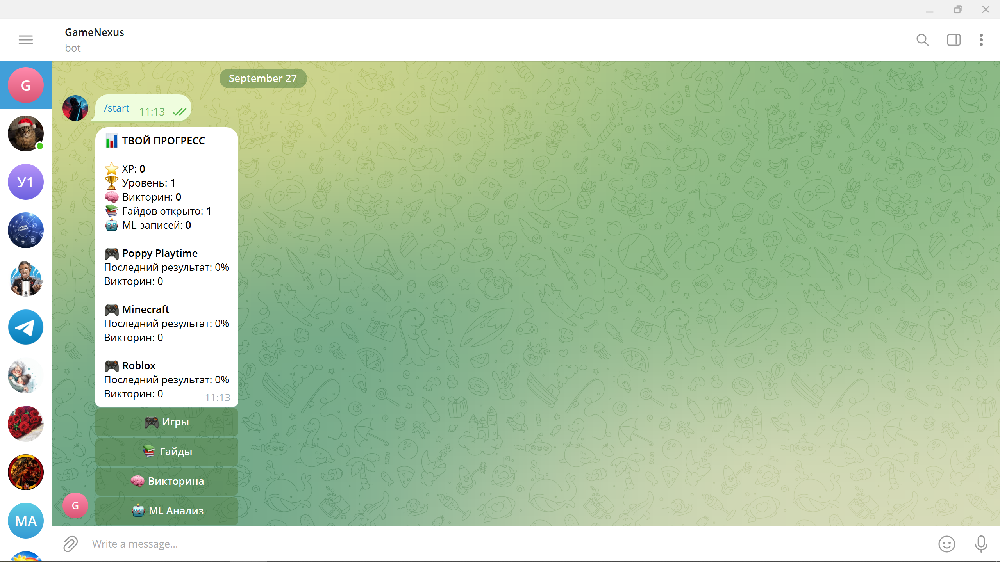 GameNexus
bot
G
У1
MACHINE LEARNING
MA
September 27
/start 11:13
ТВОЙ ПРОГРЕСС
XP: 0
Уровень: 1
Викторин: 0
Гайдов открыто: 1
ML-записей: 0
Poppy Playtime
Последний результат: 0%
Викторин: 0
Minecraft
Последний результат: 0%
Викторин: 0
Roblox
Последний результат: 0%
Викторин: 0
11:13
Игры
Гайды
Викторина
ML Анализ
G
Write a message...